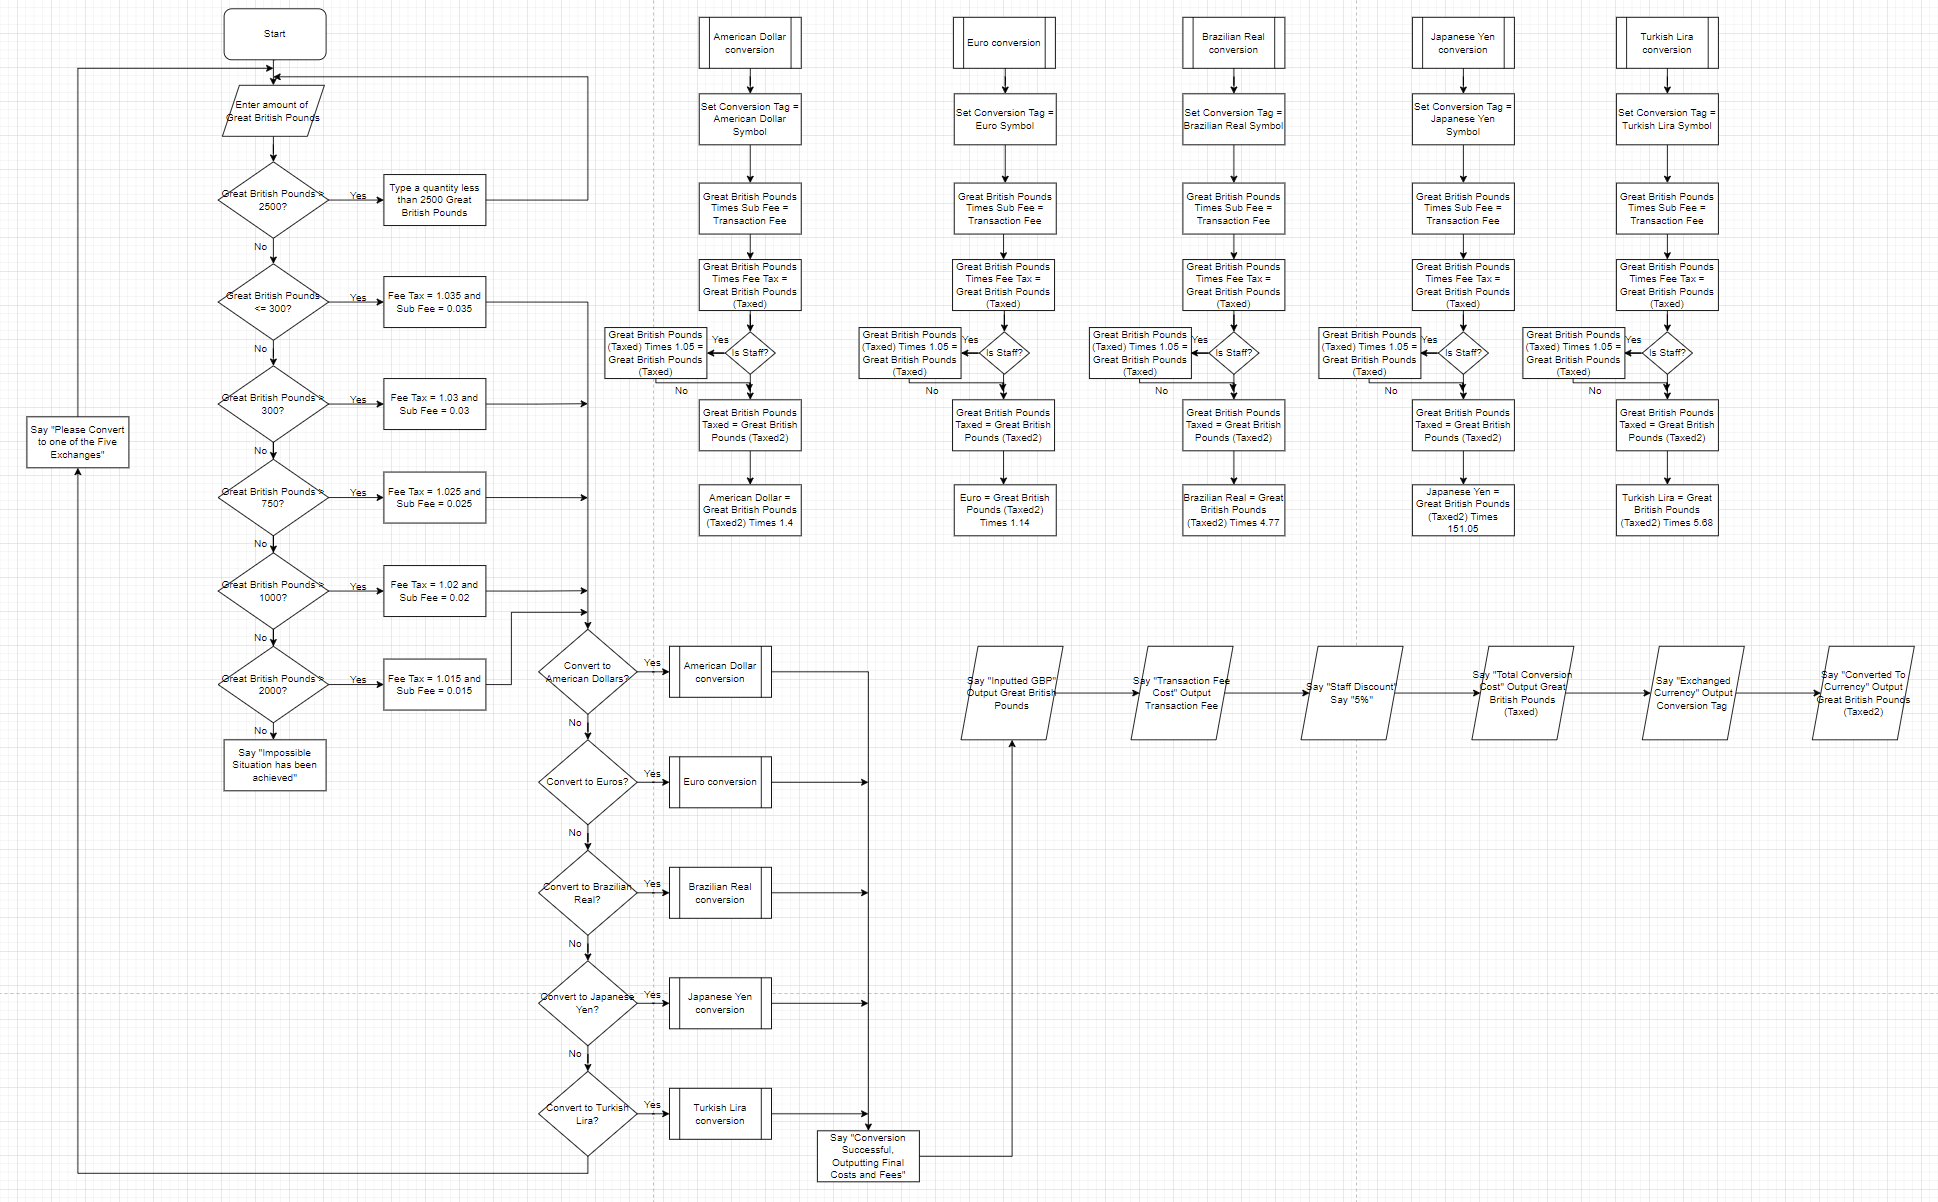 Start
Enter amount of
Great British Pounds
Great British Pounds >
2500?
Yes
Type a quantity less
than 2500 Great
British Pounds
No
Great British Pounds
<= 300?
Yes
Fee Tax = 1.035 and
Sub Fee = 0.035
No
Great British Pounds >
300?
Yes
Fee Tax = 1.03 and
Sub Fee = 0.03
No
Great British Pounds >
750?
Yes
Fee Tax = 1.025 and
Sub Fee = 0.025
No
Great British Pounds >
1000?
Yes
Fee Tax = 1.02 and
Sub Fee = 0.02
No
Great British Pounds >
2000?
Yes
Fee Tax = 1.015 and
Sub Fee = 0.015
No
Say "Impossible
Situation has been
achieved"
Say "Please Convert
to one of the Five
Exchanges"
Convert to
American Dollars?
Yes
American Dollar
conversion
No
Convert to Euros?
Yes
Euro conversion
No
Convert to Brazilian
Real?
Yes
Brazilian Real
conversion
No
Convert to Japanese
Yen?
Yes
Japanese Yen
conversion
No
Convert to Turkish
Lira?
Yes
Turkish Lira
conversion
Say "Conversion
Successful,
Outputting Final
Costs and Fees"
American Dollar
conversion
Set Conversion Tag =
American Dollar
Symbol
Great British Pounds
Times Sub Fee =
Transaction Fee
Great British Pounds
Times Fee Tax =
Great British Pounds
(Taxed)
Is Staff?
Yes
Great British Pounds
(Taxed) Times 1.05 =
Great British Pounds
(Taxed)
No
Great British Pounds
Taxed = Great British
Pounds (Taxed2)
American Dollar =
Great British Pounds
(Taxed2) Times 1.4
Euro conversion
Set Conversion Tag =
Euro Symbol
Great British Pounds
Times Sub Fee =
Transaction Fee
Great British Pounds
Times Fee Tax =
Great British Pounds
(Taxed)
Is Staff?
Yes
Great British Pounds
(Taxed) Times 1.05 =
Great British Pounds
(Taxed)
No
Great British Pounds
Taxed = Great British
Pounds (Taxed2)
Euro = Great British
Pounds (Taxed2)
Times 1.14
Brazilian Real
conversion
Set Conversion Tag =
Brazilian Real Symbol
Great British Pounds
Times Sub Fee =
Transaction Fee
Great British Pounds
Times Fee Tax =
Great British Pounds
(Taxed)
Is Staff?
Yes
Great British Pounds
(Taxed) Times 1.05 =
Great British Pounds
(Taxed)
No
Great British Pounds
Taxed = Great British
Pounds (Taxed2)
Brazilian Real = Great
British Pounds
(Taxed2) Times 4.77
Japanese Yen
conversion
Set Conversion Tag =
Japanese Yen
Symbol
Great British Pounds
Times Sub Fee =
Transaction Fee
Great British Pounds
Times Fee Tax =
Great British Pounds
(Taxed)
Is Staff?
Yes
Great British Pounds
(Taxed) Times 1.05 =
Great British Pounds
(Taxed)
No
Great British Pounds
Taxed = Great British
Pounds (Taxed2)
Japanese Yen =
Great British Pounds
(Taxed2) Times
151.05
Turkish Lira
conversion
Set Conversion Tag =
Turkish Lira Symbol
Great British Pounds
Times Sub Fee =
Transaction Fee
Great British Pounds
Times Fee Tax =
Great British Pounds
(Taxed)
Is Staff?
Yes
Great British Pounds
(Taxed) Times 1.05 =
Great British Pounds
(Taxed)
No
Great British Pounds
Taxed = Great British
Pounds (Taxed2)
Turkish Lira = Great
British Pounds
(Taxed2) Times 5.68
Say "Inputted GBP"
Output Great British
Pounds
Say "Transaction Fee
Cost" Output
Transaction Fee
Say "Staff Discount"
Say "5%"
Say "Total Conversion
Cost" Output Great
British Pounds
(Taxed)
Say "Exchanged
Currency" Output
Conversion Tag
Say "Converted To
Currency" Output
Great British Pounds
(Taxed2)